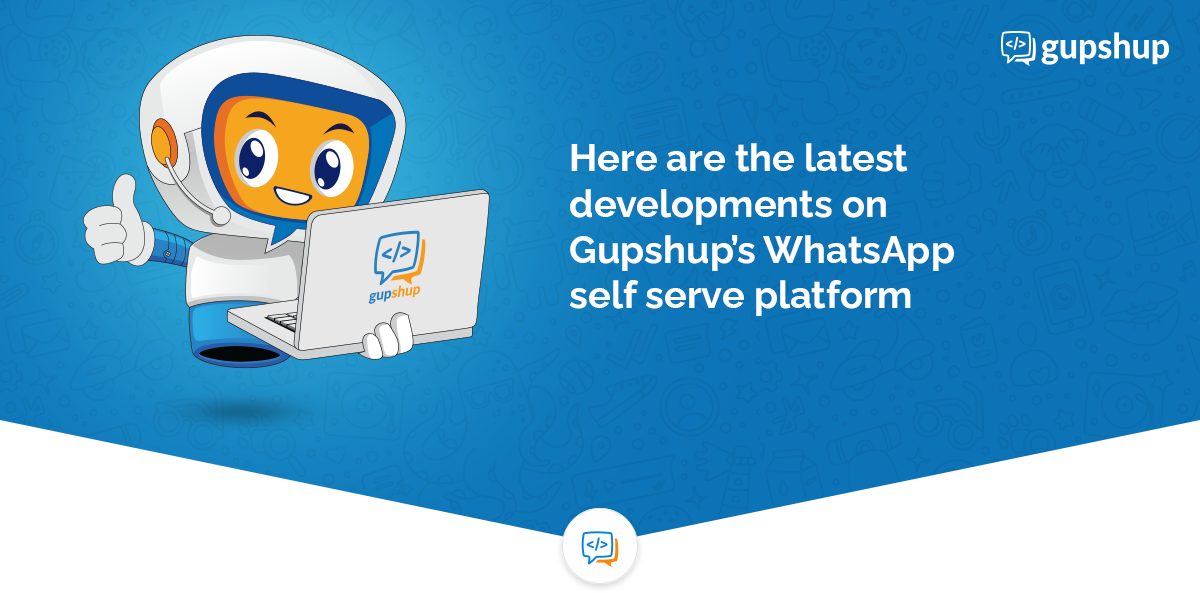 </> gupshup
Here are the latest
developments on
Gupshup’s WhatsApp
self serve platform
</>
gupshup
</>